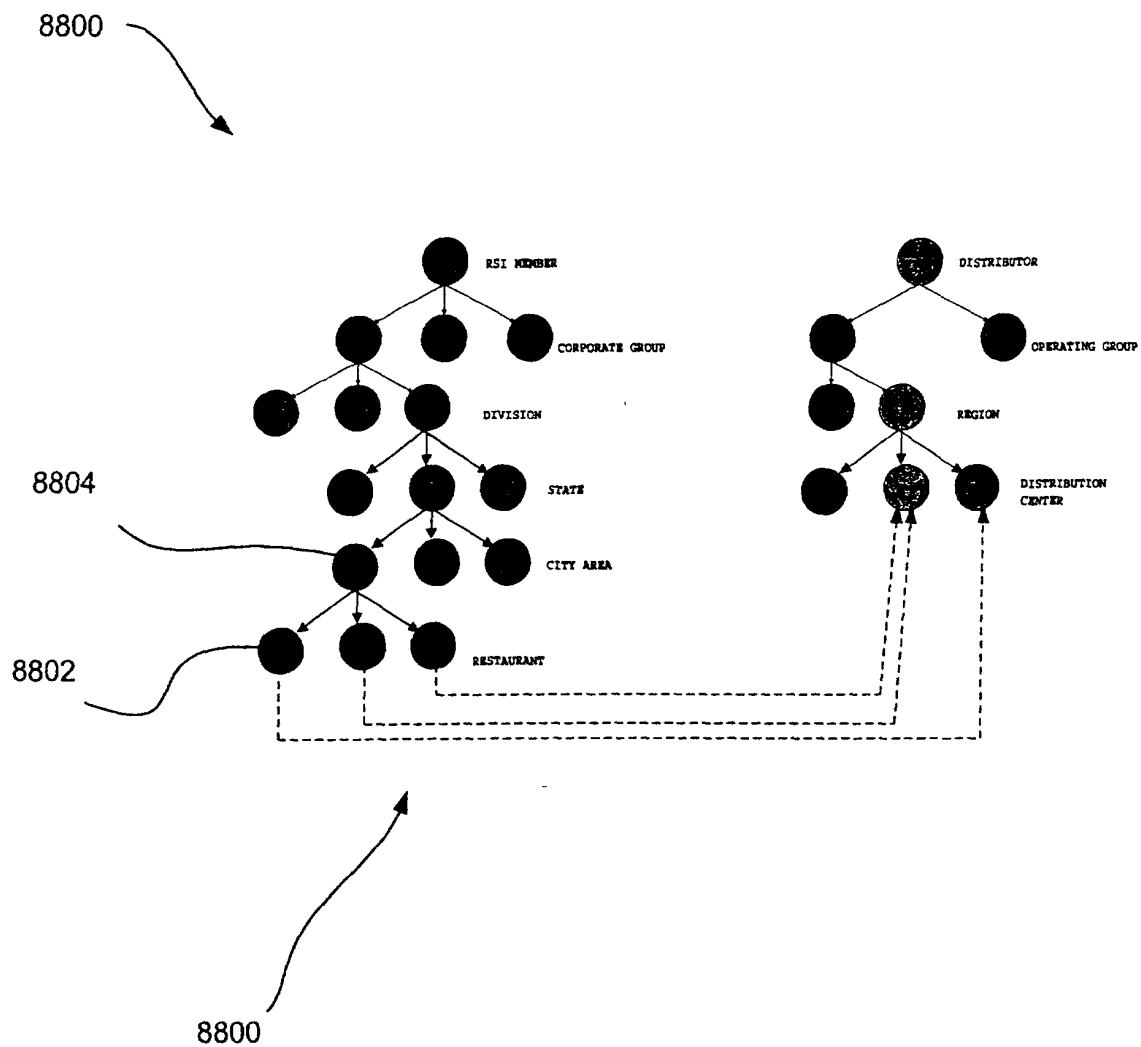 8800
RSI MEMBER
DISTRIBUTOR
CORPORATE GROUP
OPERATING GROUP
DIVISION
REGION
8804
STATE
DISTRIBUTION
CENTER
CITY AREA
8802
RESTAURANT
8800